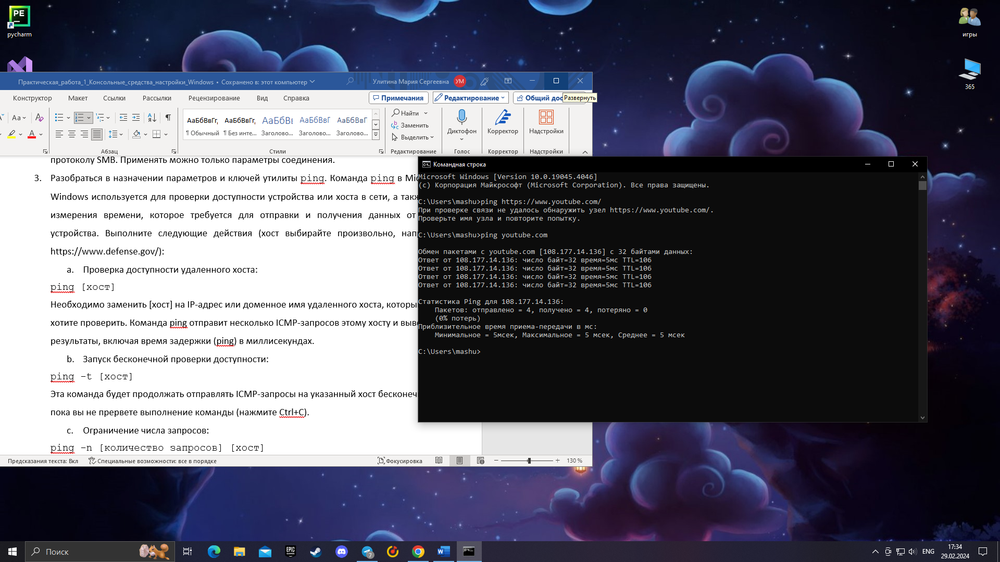 PE
pycharm
игры
365
Практическая_работа_1_Консольные_средства_настройки_Windows • Сохранено в: этот компьютер
Улитина Мария Сергеевна УМ
Конструктор Макет Ссылки Рассылки Рецензирование Вид Справка
Примечания Редактирование Общий дос
Развернуть
Aa
АаБбВвГг, АаБбВвГг, АаБбВв АаБбВвГ АаБбВвГ
¶ Обычный ¶ Без инте... Заголово... Заголово... Заголово...
Найти
Заменить
Выделить
Диктофон Корректор Надстройки
Абзац Стили Редактирование Голос Корректор Надстройки
протоколу SMB. Применять можно только параметры соединения.
3. Разобраться в назначении параметров и ключей утилиты ping. Команда ping в Mic
Windows используется для проверки доступности устройства или хоста в сети, а такж
измерения времени, которое требуется для отправки и получения данных от
устройства. Выполните следующие действия (хост выбирайте произвольно, нап
https://www.defense.gov/):
a. Проверка доступности удаленного хоста:
ping [хост]
Необходимо заменить [хост] на IP-адрес или доменное имя удаленного хоста, которы
хотите проверить. Команда ping отправит несколько ICMP-запросов этому хосту и выве
результаты, включая время задержки (ping) в миллисекундах.
b. Запуск бесконечной проверки доступности:
ping -t [хост]
Эта команда будет продолжать отправлять ICMP-запросы на указанный хост бесконеч
пока вы не прервете выполнение команды (нажмите Ctrl+C).
c. Ограничение числа запросов:
ping -n [количество запросов] [хост]
Предсказания текста: Вкл Специальные возможности: все в порядке Фокусировка 130 %
Командная строка
Microsoft Windows [Version 10.0.19045.4046]
(c) Корпорация Майкрософт (Microsoft Corporation). Все права защищены.
C:\Users\mashu>ping https://www.youtube.com/
При проверке связи не удалось обнаружить узел https://www.youtube.com/.
Проверьте имя узла и повторите попытку.
C:\Users\mashu>ping youtube.com
Обмен пакетами с youtube.com [108.177.14.136] с 32 байтами данных:
Ответ от 108.177.14.136: число байт=32 время=5мс TTL=106
Ответ от 108.177.14.136: число байт=32 время=5мс TTL=106
Ответ от 108.177.14.136: число байт=32 время=5мс TTL=106
Ответ от 108.177.14.136: число байт=32 время=5мс TTL=106
Статистика Ping для 108.177.14.136:
Пакетов: отправлено = 4, получено = 4, потеряно = 0
(0% потерь)
Приблизительное время приема-передачи в мс:
Минимальное = 5мсек, Максимальное = 5 мсек, Среднее = 5 мсек
C:\Users\mashu>
Поиск
EPIC GAMES
7
ENG
17:34
29.02.2024